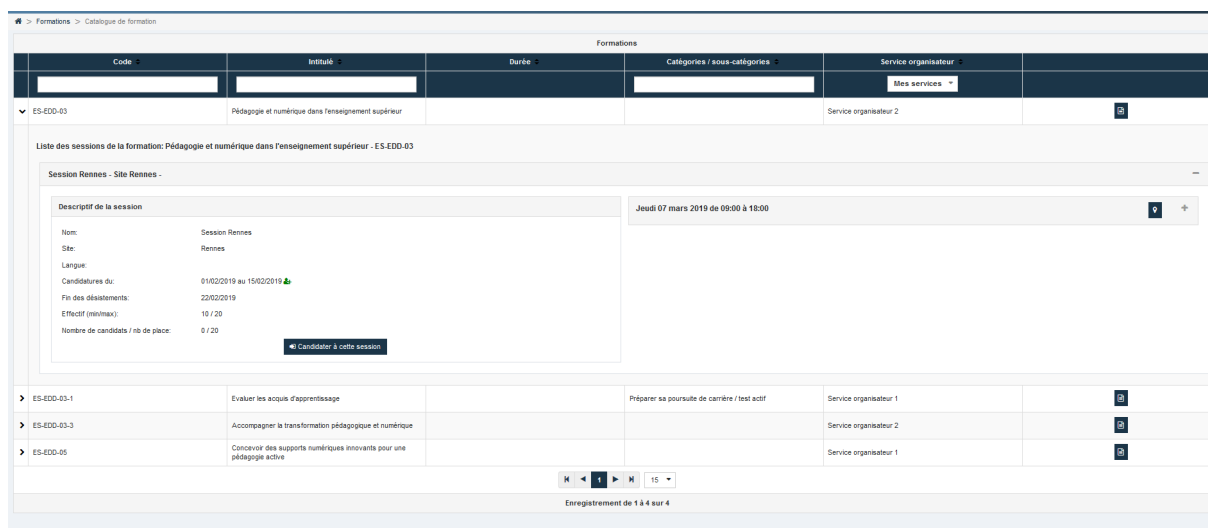 > Formations > Catalogue de formation
Formations
Code Intitulé Durée Catégories / sous-catégories Service organisateur
Mes services
ES-EDD-03 Pédagogie et numérique dans l'enseignement supérieur Service organisateur 2
Liste des sessions de la formation: Pédagogie et numérique dans l'enseignement supérieur - ES-EDD-03
Session Rennes - Site Rennes -
Descriptif de la session
Nom: Session Rennes
Site: Rennes
Langue:
Candidatures du: 01/02/2019 au 15/02/2019
Fin des désistements: 22/02/2019
Effectif (min/max): 10 / 20
Nombre de candidats / nb de place: 0 / 20
Candidater à cette session
Jeudi 07 mars 2019 de 09:00 à 18:00
ES-EDD-03-1 Evaluer les acquis d'apprentissage Préparer sa poursuite de carrière / test actif Service organisateur 1
ES-EDD-03-3 Accompagner la transformation pédagogique et numérique Service organisateur 2
ES-EDD-05 Concevoir des supports numériques innovants pour une
pédagogie active Service organisateur 1
1 15
Enregistrement de 1 à 4 sur 4